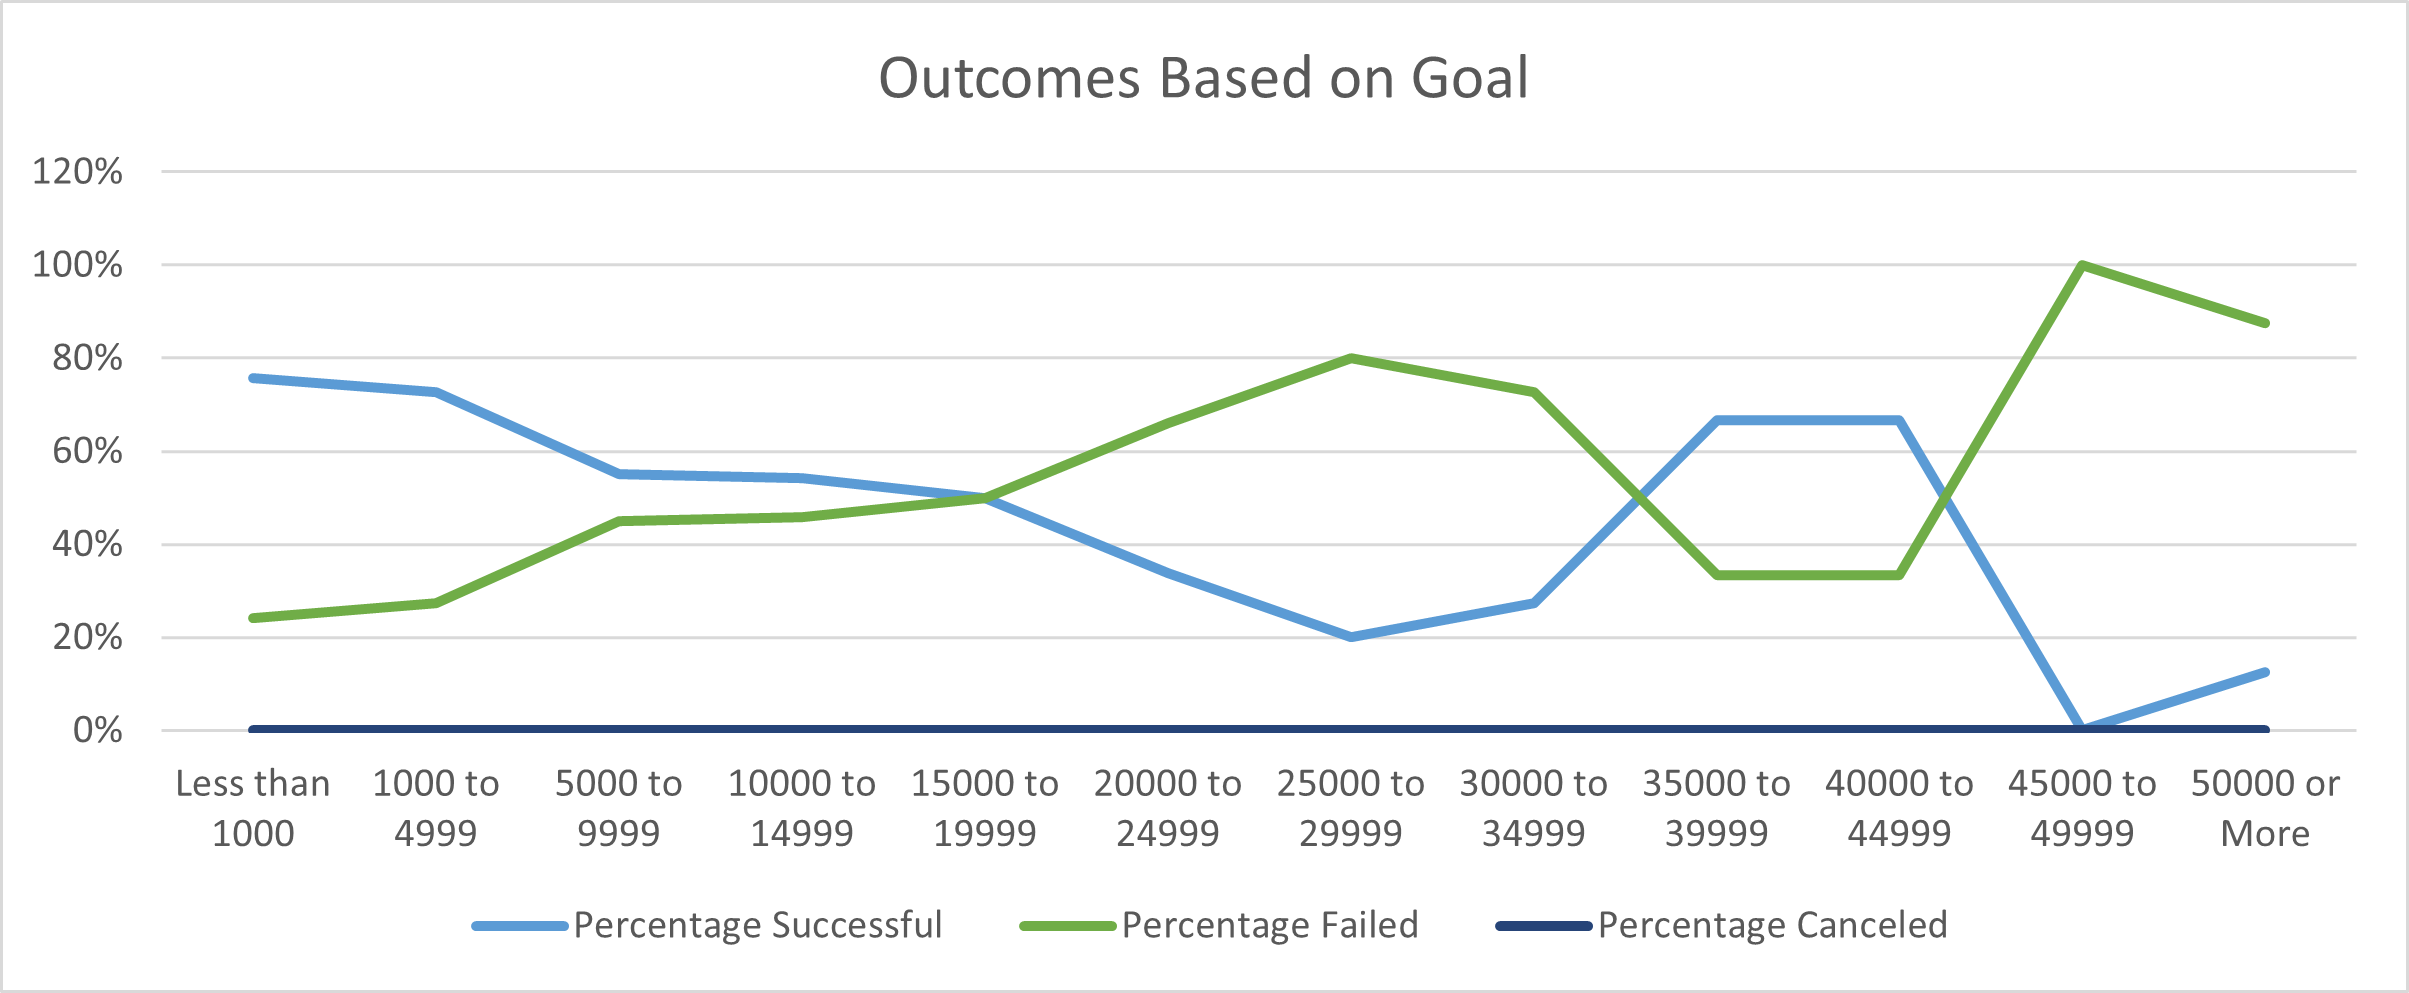 Outcomes Based on Goal
120%
100%
80%
60%
40%
20%
0%
Less than 1000 to 5000 to 10000 to 15000 to 20000 to 25000 to 30000 to 35000 to 40000 to 45000 to 50000 or
1000 4999 9999 14999 19999 24999 29999 34999 39999 44999 49999 More
Percentage Successful Percentage Failed Percentage Canceled